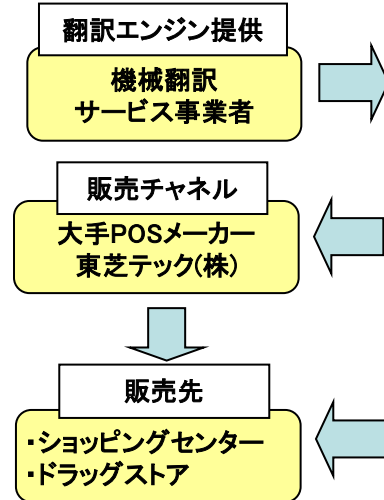 翻訳エンジン提供
機械翻訳
サービス事業者
販売チャネル
大手POSメーカー
東芝テック(株)
販売先
・ショッピングセンター
・ドラッグストア